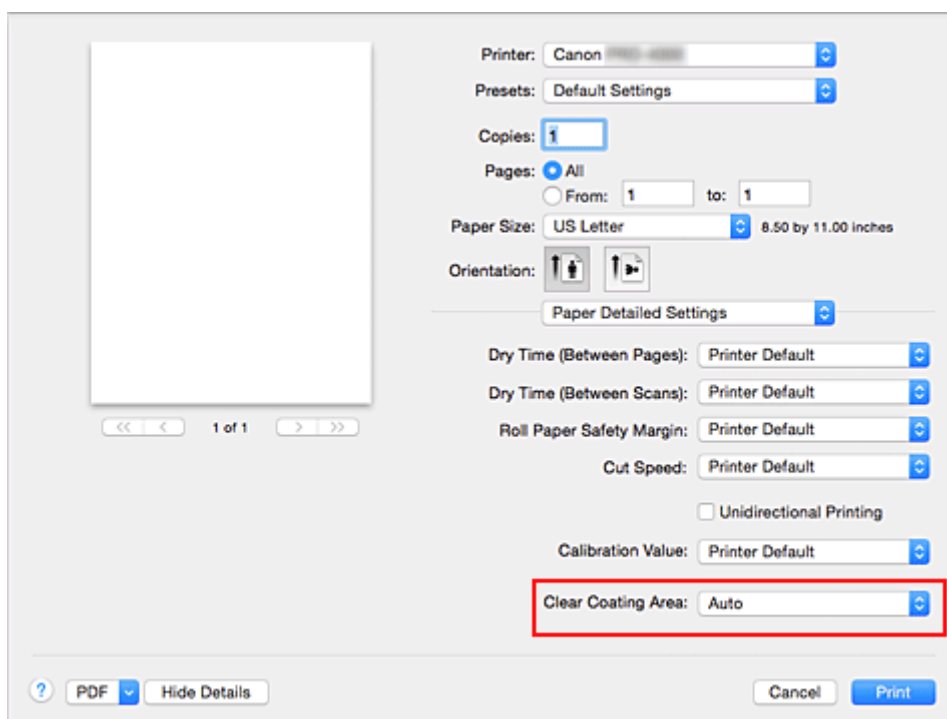 Printer: Canon
Presets: Default Settings
Copies: 1
Pages: All
From: 1 to: 1
Paper Size: US Letter 8.50 by 11.00 inches
Orientation:
Paper Detailed Settings
Dry Time (Between Pages): Printer Default
Dry Time (Between Scans): Printer Default
<< < 1 of 1 > >>
Roll Paper Safety Margin: Printer Default
Cut Speed: Printer Default
Unidirectional Printing
Calibration Value: Printer Default
Clear Coating Area: Auto
? PDF Hide Details Cancel Print